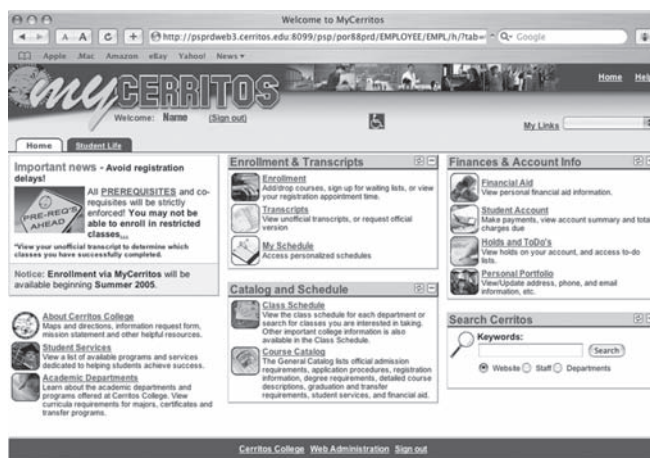 Welcome to MyCerritos
A A C + http://psprdweb3.cerritos.edu:8099/psp/por88prd/EMPLOYEE/EMPL/h/?tab= Q- Google
Apple .Mac Amazon eBay Yahoo! News
my CERRITOS
Home Help
Welcome: Name (Sign out)
My Links
Home Student Life
Important news - Avoid registration
delays!
PRE-REQ'S
AHEAD
All PREREQUISITES and co-
requisites will be strictly
enforced! You may not be
able to enroll in restricted
classes...
*View your unofficial transcript to determine which
classes you have successfully completed.
Notice: Enrollment via MyCerritos will be
available beginning Summer 2005.
About Cerritos College
Maps and directions, information request form,
mission statement and other helpful resources.
Student Services
View a list of available programs and services
dedicated to helping students achieve success.
Academic Departments
Learn about the academic departments and
programs offered at Cerritos College. View
curricula requirements for majors, certificates and
transfer programs.
Enrollment & Transcripts
Enrollment
Add/drop courses, sign up for waiting lists, or view
your registration appointment time.
Transcripts
View unofficial transcripts, or request official
version
My Schedule
Access personalized schedules
Catalog and Schedule
Class Schedule
View the class schedule for each department or
search for classes you are interested in taking.
Other important college information is also
available in the Class Schedule.
Course Catalog
The General Catalog lists official admission
requirements, application procedures, registration
information, degree requirements, detailed course
descriptions, graduation and transfer
requirements, student services, and financial aid.
Finances & Account Info
Financial Aid
View personal financial aid information.
Student Account
Make payments, view account summary and total
charges due
Holds and ToDo's
View holds on your account, and access to-do
lists.
Personal Portfolio
View/Update address, phone, and email
information, etc.
Search Cerritos
Keywords:
Search
Website Staff Departments
Cerritos College Web Administration Sign out